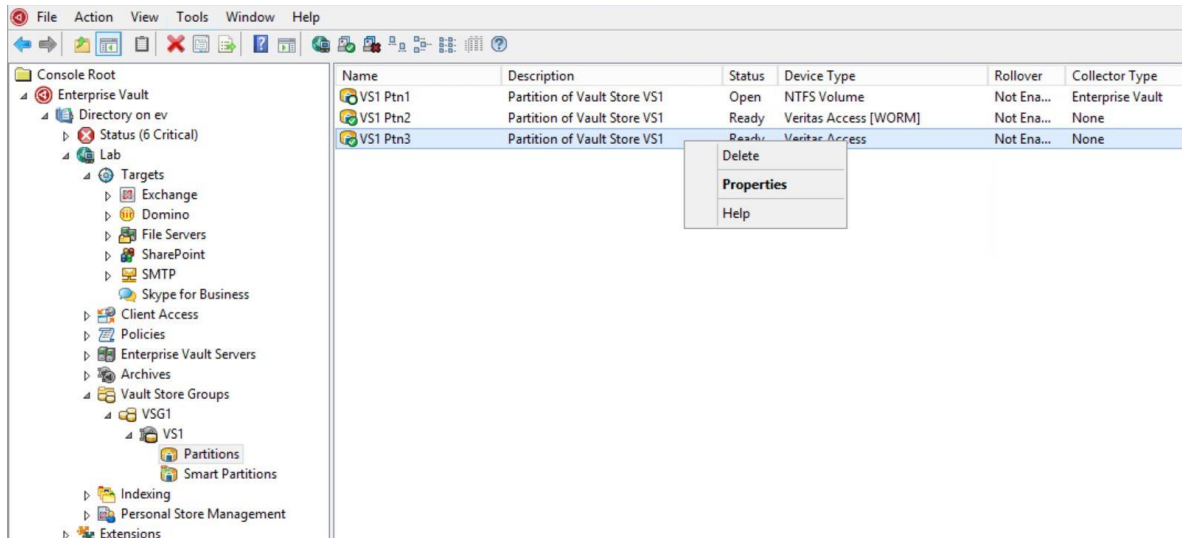 File Action View Tools Window Help
Console Root
Enterprise Vault
Directory on ev
Status (6 Critical)
Lab
Targets
Exchange
Domino
File Servers
SharePoint
SMTP
Skype for Business
Client Access
Policies
Enterprise Vault Servers
Archives
Vault Store Groups
VSG1
VS1
Partitions
Smart Partitions
Indexing
Personal Store Management
Extensions
Name Description Status Device Type Rollover Collector Type
VS1 Ptn1 Partition of Vault Store VS1 Open NTFS Volume Not Ena... Enterprise Vault
VS1 Ptn2 Partition of Vault Store VS1 Ready Veritas Access [WORM] Not Ena... None
VS1 Ptn3 Partition of Vault Store VS1 Ready Veritas Access Not Ena... None
Delete
Properties
Help